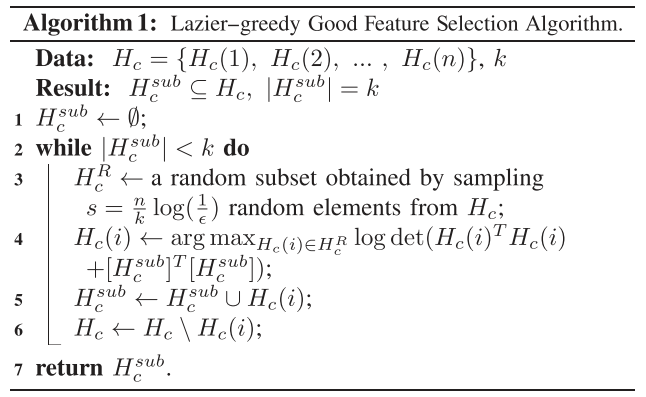 Algorithm 1: Lazier–greedy Good Feature Selection Algorithm.
Data: $H_c = \{H_c(1),\ H_c(2),\ \ldots\ ,\ H_c(n)\}, k$
Result: $H_c^{sub} \subseteq H_c,\ |H_c^{sub}| = k$
1 $H_c^{sub} \leftarrow \emptyset$;
2 while $|H_c^{sub}| < k$ do
3 $H_c^R \leftarrow$ a random subset obtained by sampling
$s = \frac{n}{k} \log(\frac{1}{\epsilon})$ random elements from $H_c$;
4 $H_c(i) \leftarrow \arg\max_{H_c(i) \in H_c^R} \log\det(H_c(i)^T H_c(i)$
$+[H_c^{sub}]^T[H_c^{sub}])$;
5 $H_c^{sub} \leftarrow H_c^{sub} \cup H_c(i)$;
6 $H_c \leftarrow H_c \setminus H_c(i)$;
7 return $H_c^{sub}$.